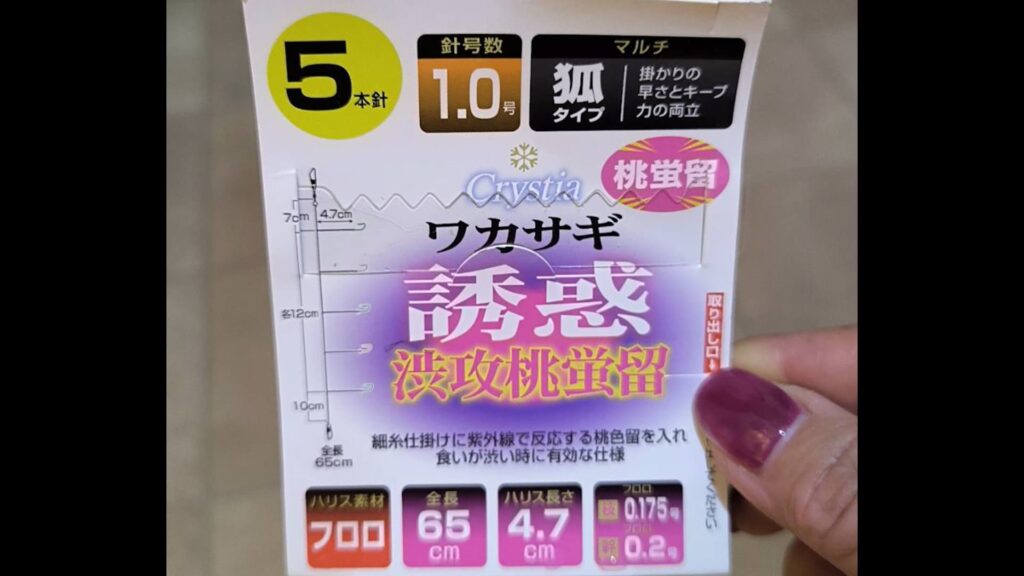 5本針
針号数
1.0号
マルチ
狐
タイプ
掛かりの
早さとキープ
力の両立
Crystia
桃蛍留
ワカサギ
誘惑
渋攻桃蛍留
7cm
4.7cm
各12cm
10cm
全長
65cm
取り出し口
細糸仕掛けに紫外線で反応する桃色留を入れ
食いが渋い時に有効な仕様
ハリス素材
フロロ
全長
65
cm
ハリス長さ
4.7
cm
フロロ
枝 0.175号
フロロ
幹 0.2号